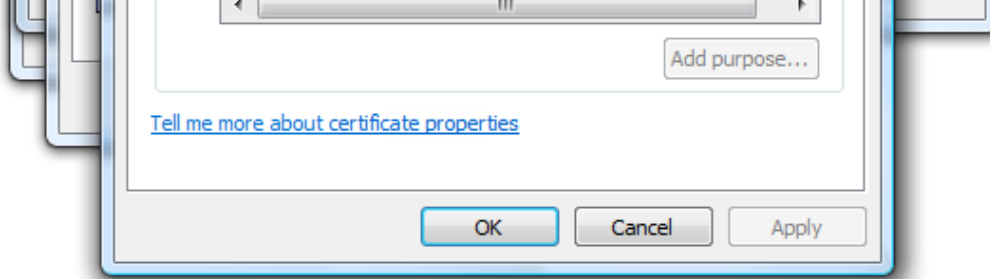 Add purpose...
Tell me more about certificate properties
OK
Cancel
Apply